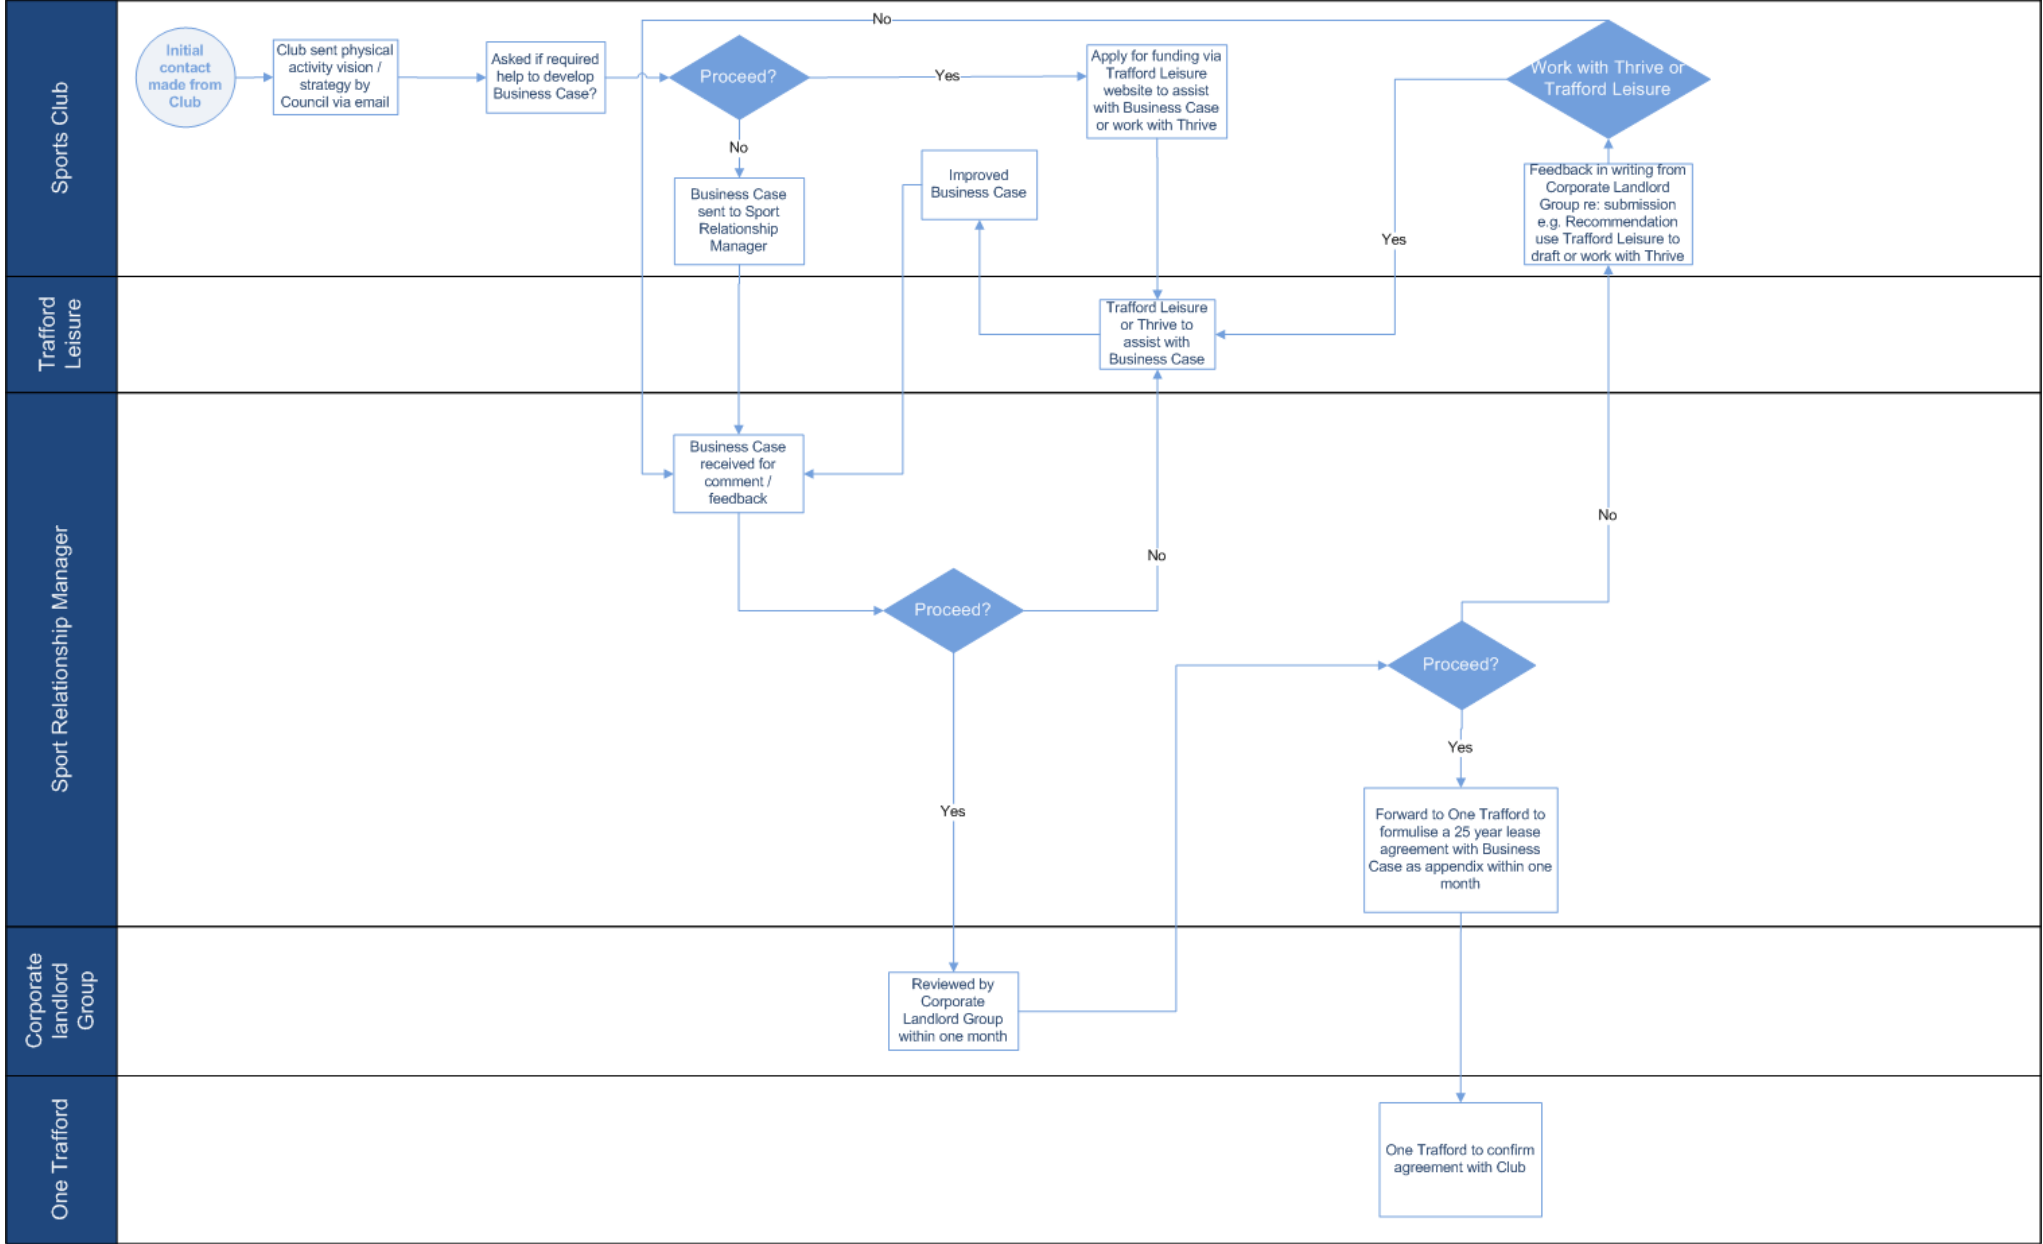 Sports Club
Initial
contact
made from
Club
Club sent physical
activity vision /
strategy by
Council via email
Asked if required
help to develop
Business Case?
Proceed?
Yes
No
Apply for funding via
Trafford Leisure
website to assist
with Business Case
or work with Thrive
No
Work with Thrive or
Trafford Leisure
Business Case
sent to Sport
Relationship
Manager
Improved
Business Case
Yes
Feedback in writing from
Corporate Landlord
Group re: submission
e.g. Recommendation
use Trafford Leisure to
draft or work with Thrive
Trafford
Leisure
Trafford Leisure
or Thrive to
assist with
Business Case
Sport Relationship Manager
Business Case
received for
comment /
feedback
Proceed?
No
Yes
No
Proceed?
Yes
Forward to One Trafford to
formulise a 25 year lease
agreement with Business
Case as appendix within one
month
Corporate
landlord
Group
Reviewed by
Corporate
Landlord Group
within one month
One Trafford
One Trafford to confirm
agreement with Club